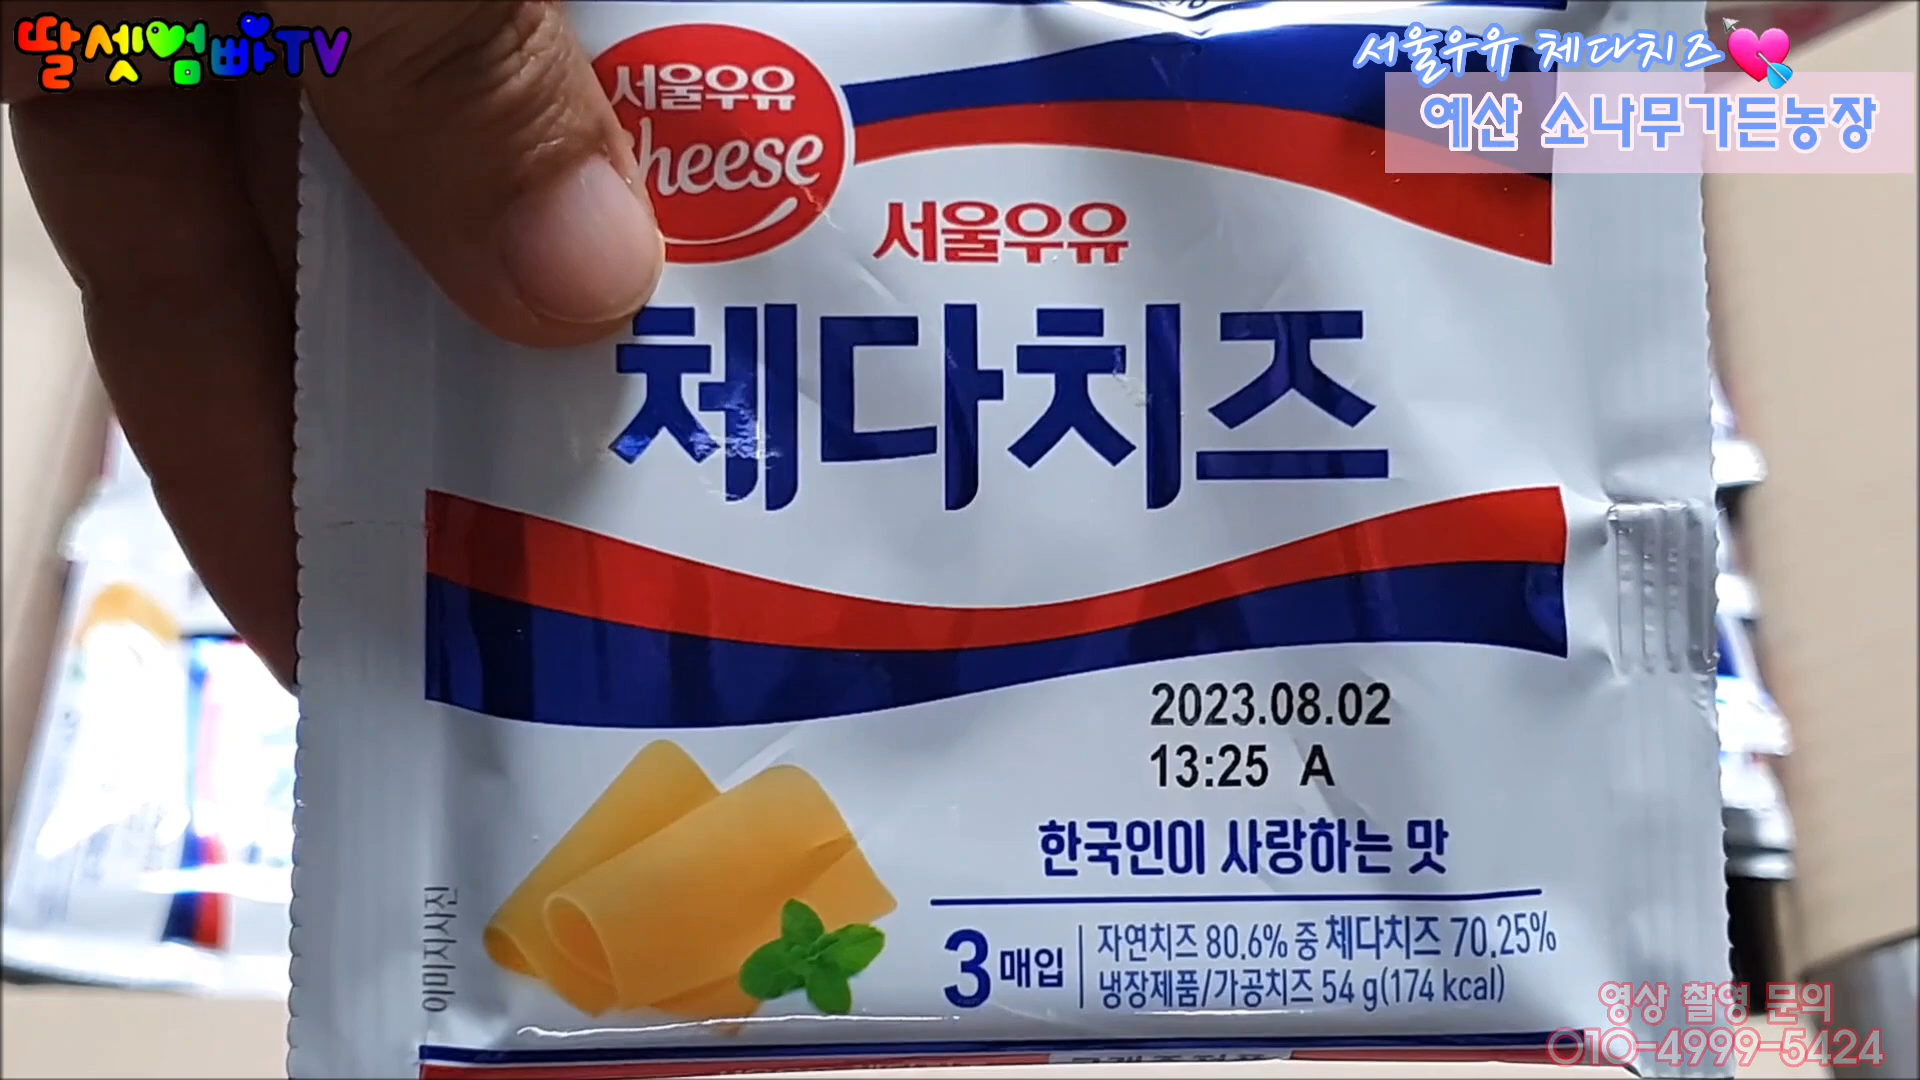 딸셋엄빠TV
서울우유 체다치즈
예산 소나무가든농장
서울우유
cheese
서울우유
체다치즈
2023.08.02
13:25 A
한국인이 사랑하는 맛
3매입
자연치즈 80.6% 중 체다치즈 70.25%
냉장제품/가공치즈 54 g(174 kcal)
이미지사진
영상 촬영 문의
010-4999-5424